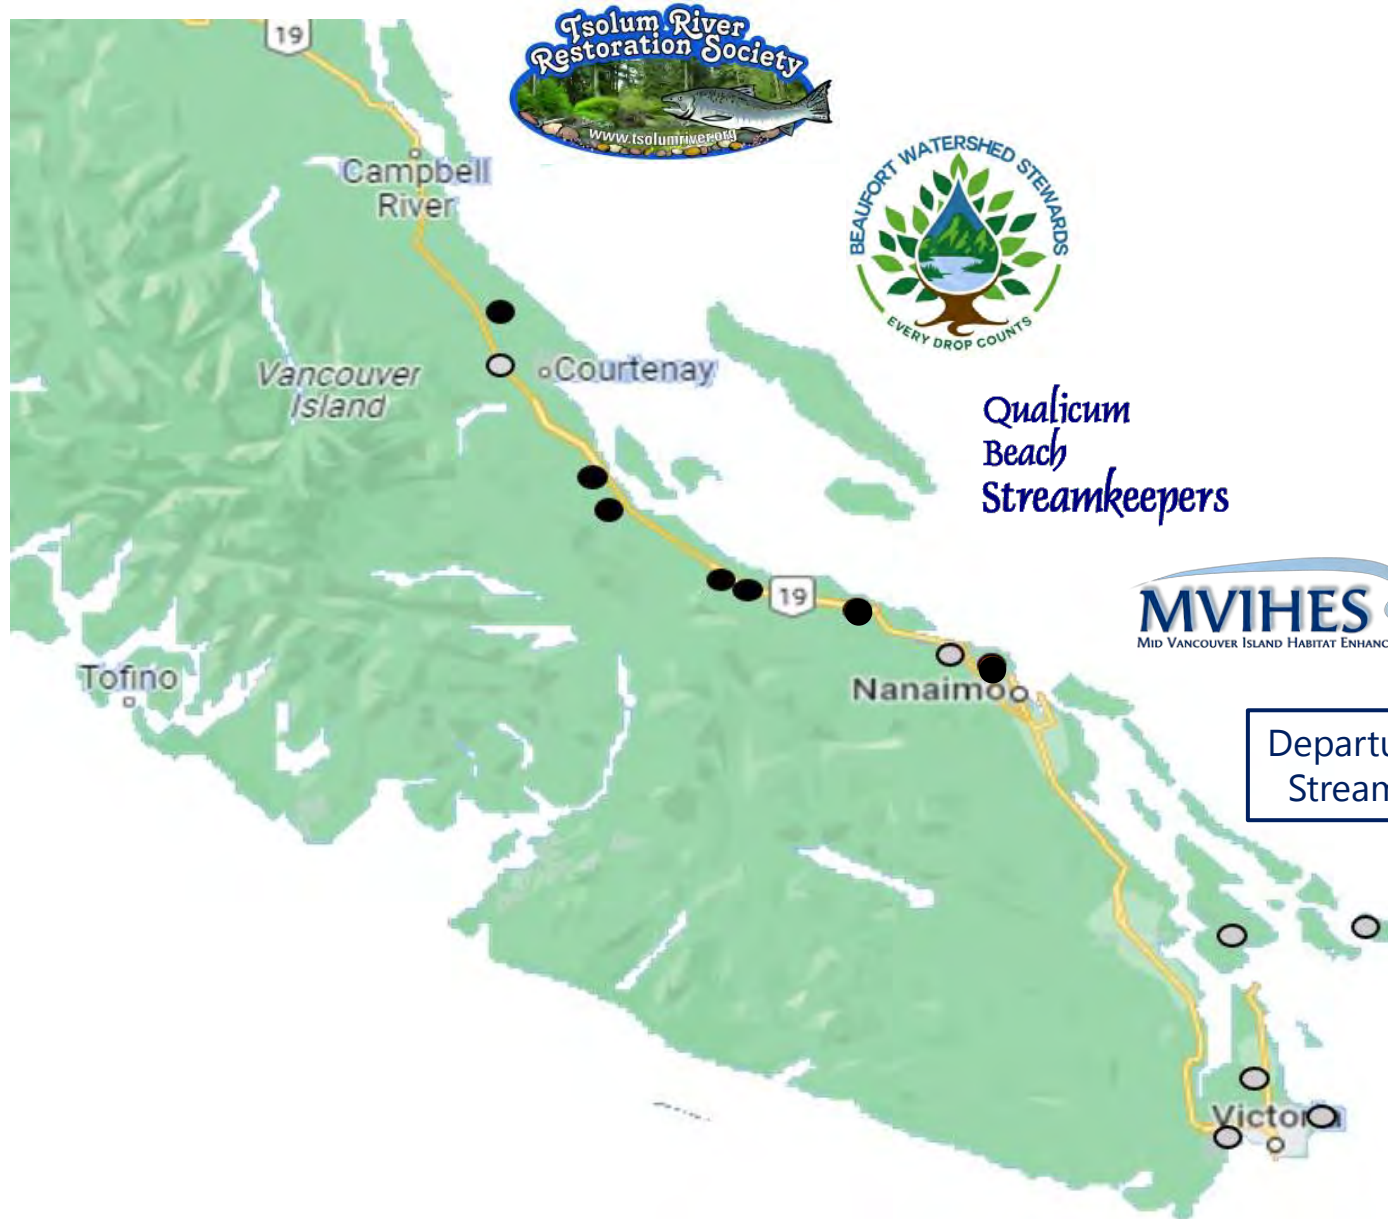 19
Tsolum River
Restoration Society
www.tsolumriver.org
BEAUFORT WATERSHED STEWARDS
EVERY DROP COUNTS
Campbell
River
Vancouver
Island
Courtenay
Qualicum
Beach
Streamkeepers
19
MVIHES
MID VANCOUVER ISLAND HABITAT ENHANC
Tofino
Nanaimo
Departu
Stream
Victoria